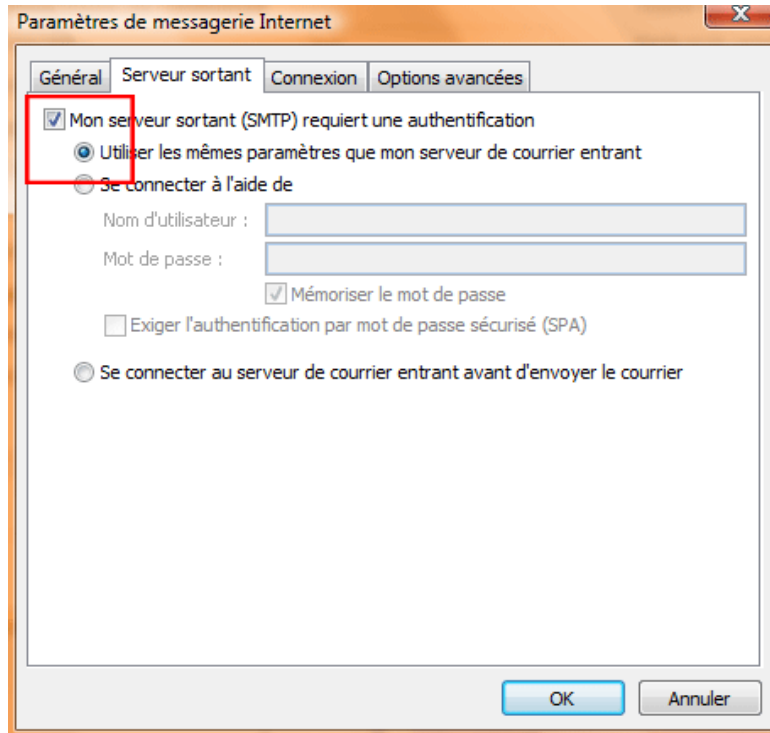 Paramètres de messagerie Internet
Général Serveur sortant Connexion Options avancées
Mon serveur sortant (SMTP) requiert une authentification
Utiliser les mêmes paramètres que mon serveur de courrier entrant
Se connecter à l'aide de
Nom d'utilisateur :
Mot de passe :
Mémoriser le mot de passe
Exiger l'authentification par mot de passe sécurisé (SPA)
Se connecter au serveur de courrier entrant avant d'envoyer le courrier
OK Annuler